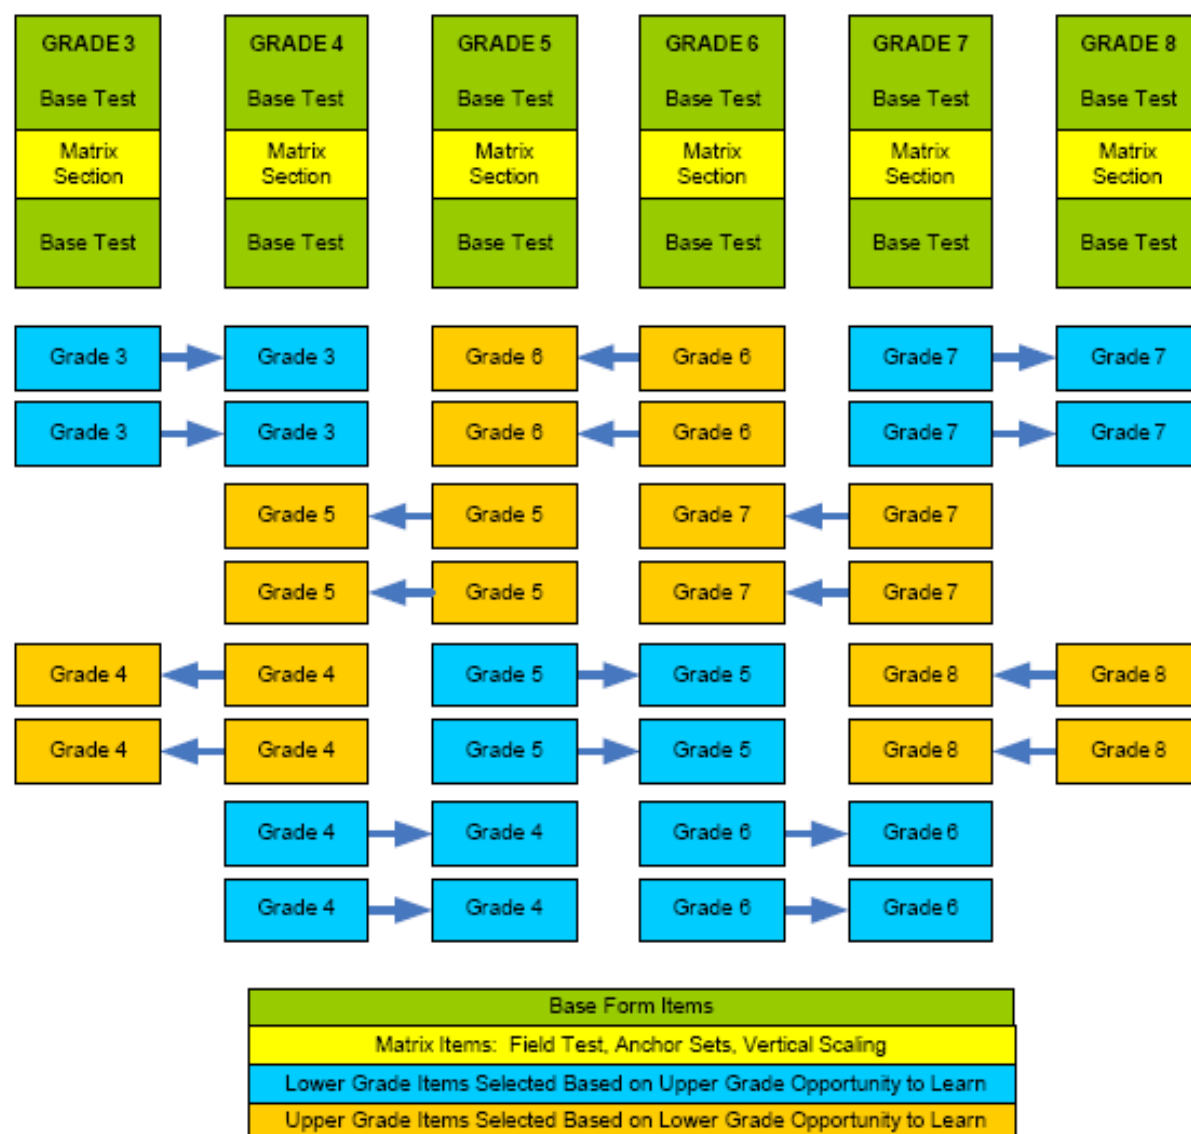 GRADE 3 GRADE 4 GRADE 5 GRADE 6 GRADE 7 GRADE 8
Base Test Base Test Base Test Base Test Base Test Base Test
Matrix Matrix Matrix Matrix Matrix Matrix
Section Section Section Section Section Section
Base Test Base Test Base Test Base Test Base Test Base Test
Grade 3 Grade 3 Grade 6 Grade 6 Grade 7 Grade 7
Grade 3 Grade 3 Grade 6 Grade 6 Grade 7 Grade 7
Grade 5 Grade 5 Grade 7 Grade 7
Grade 5 Grade 5 Grade 7 Grade 7
Grade 4 Grade 4 Grade 5 Grade 5 Grade 8 Grade 8
Grade 4 Grade 4 Grade 5 Grade 5 Grade 8 Grade 8
Grade 4 Grade 4 Grade 6 Grade 6
Grade 4 Grade 4 Grade 6 Grade 6
Base Form Items
Matrix Items: Field Test, Anchor Sets, Vertical Scaling
Lower Grade Items Selected Based on Upper Grade Opportunity to Learn
Upper Grade Items Selected Based on Lower Grade Opportunity to Learn